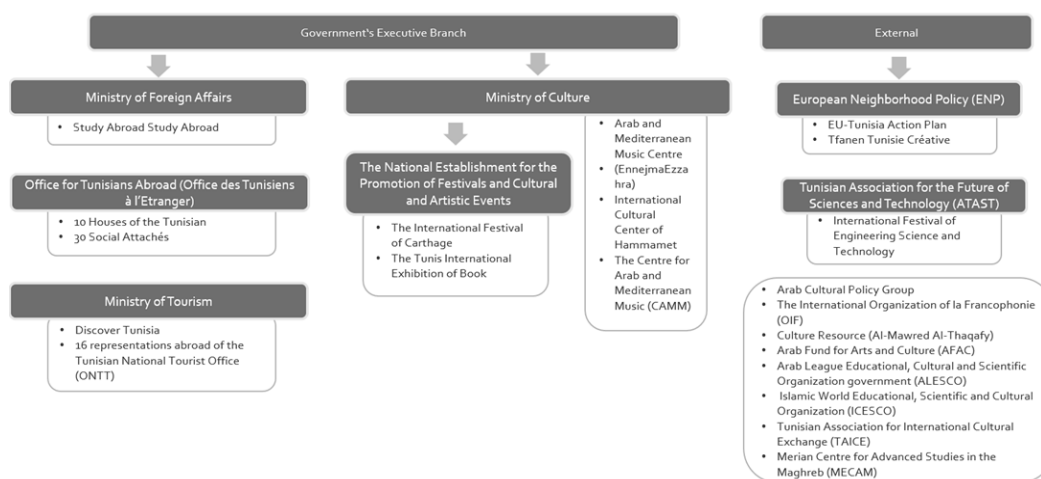 Government's Executive Branch
Ministry of Foreign Affairs
• Study Abroad Study Abroad
Office for Tunisians Abroad (Office des Tunisiens
à l'Etranger)
• 10 Houses of the Tunisian
• 30 Social Attachés
Ministry of Tourism
• Discover Tunisia
• 16 representations abroad of the
Tunisian National Tourist Office
(ONTT)
Ministry of Culture
The National Establishment for the
Promotion of Festivals and Cultural
and Artistic Events
• The International Festival
of Carthage
• The Tunis International
Exhibition of Book
• Arab and
Mediterranean
Music Centre
• (EnnejmaEzza
hra)
• International
Cultural
Center of
Hammamet
• The Centre for
Arab and
Mediterranean
Music (CAMM)
External
European Neighborhood Policy (ENP)
• EU-Tunisia Action Plan
• Tfanen Tunisie Créative
Tunisian Association for the Future of
Sciences and Technology (ATAST)
• International Festival of
Engineering Science and
Technology
• Arab Cultural Policy Group
• The International Organization of la Francophonie
(OIF)
• Culture Resource (Al-Mawred Al-Thaqafy)
• Arab Fund for Arts and Culture (AFAC)
• Arab League Educational, Cultural and Scientific
Organization government (ALESCO)
• Islamic World Educational, Scientific and Cultural
Organization (ICESCO)
• Tunisian Association for International Cultural
Exchange (TAICE)
• Merian Centre for Advanced Studies in the
Maghreb (MECAM)